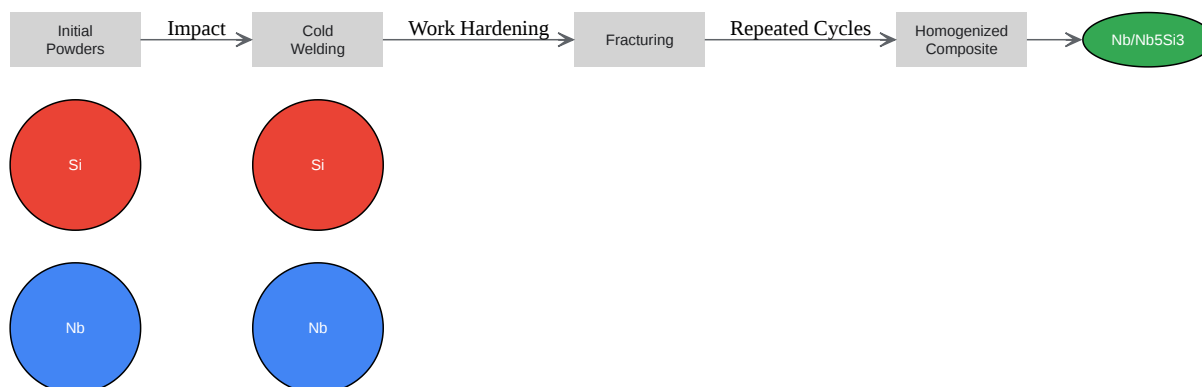 Initial
Powders
Impact
Cold
Welding
Work Hardening
Fracturing
Repeated Cycles
Homogenized
Composite
Nb/Nb5Si3
Si
Si
Nb
Nb